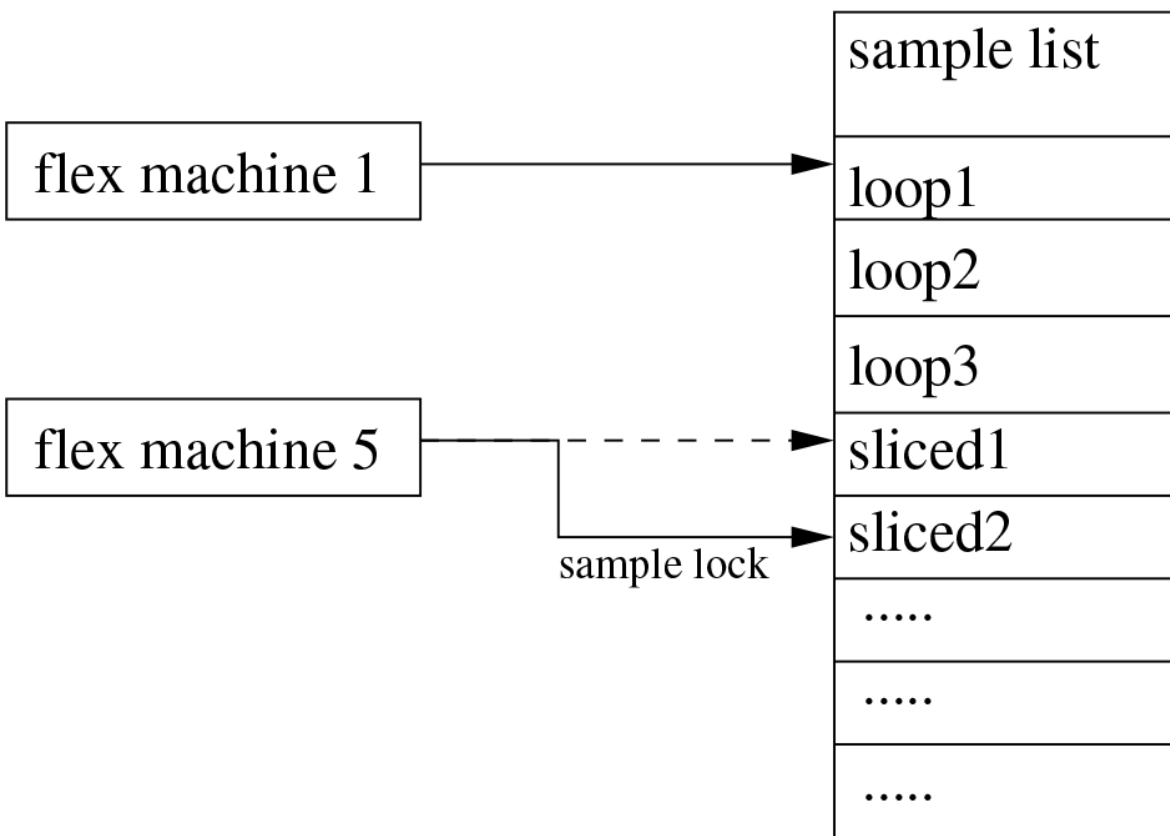 sample list
flex machine 1
loop1
loop2
loop3
flex machine 5
sliced1
sliced2
sample lock
.....
.....
.....